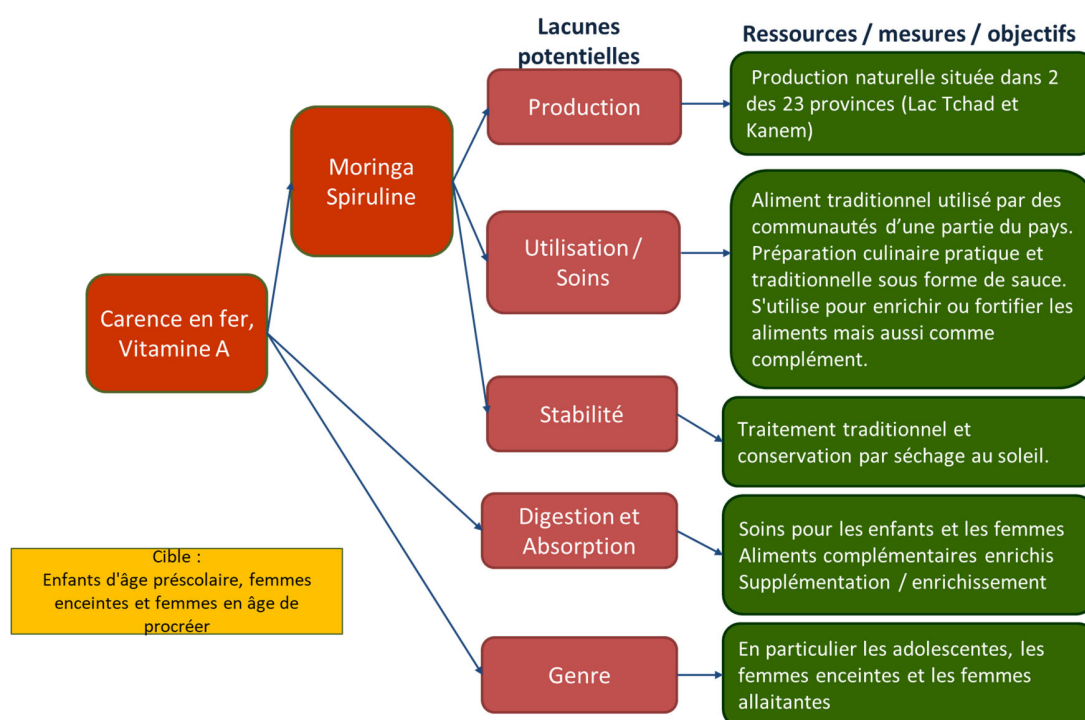 Lacunes
potentielles
Ressources / mesures / objectifs
Production
Production naturelle située dans 2
des 23 provinces (Lac Tchad et
Kanem)
Moringa
Spiruline
Utilisation /
Soins
Aliment traditionnel utilisé par des
communautés d’une partie du pays.
Préparation culinaire pratique et
traditionnelle sous forme de sauce.
S'utilise pour enrichir ou fortifier les
aliments mais aussi comme
complément.
Carence en fer,
Vitamine A
Stabilité
Traitement traditionnel et
conservation par séchage au soleil.
Digestion et
Absorption
Soins pour les enfants et les femmes
Aliments complémentaires enrichis
Supplémentation / enrichissement
Cible :
Enfants d'âge préscolaire, femmes
enceintes et femmes en âge de
procréer
Genre
En particulier les adolescentes, les
femmes enceintes et les femmes
allaitantes